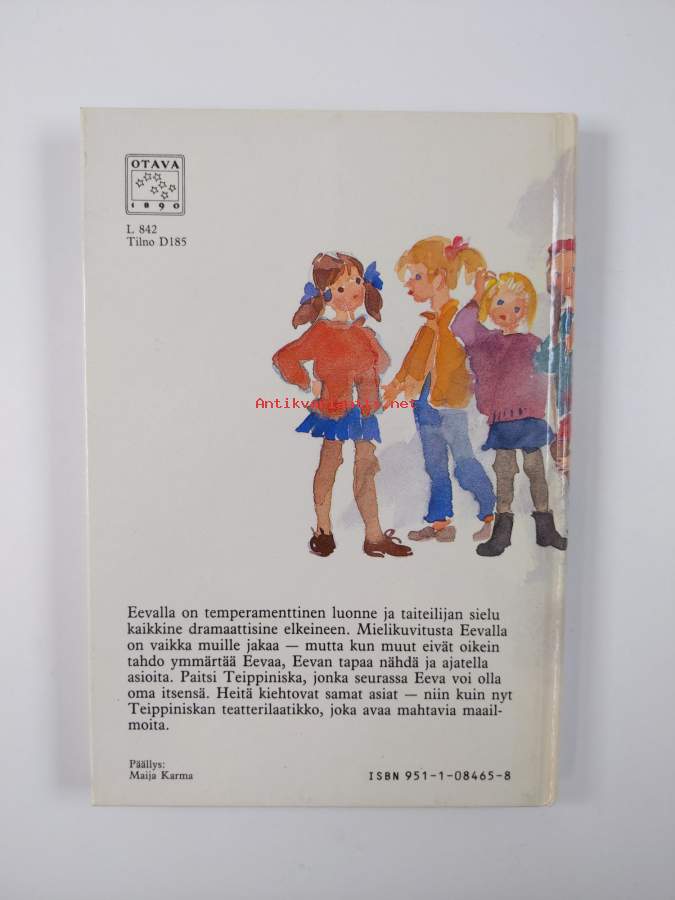 OTAVA
1890
L 842
Tilno D185
Antikvariaatti.net
Eevalla on temperamenttinen luonne ja taiteilijan sielu
kaikkine dramaattisine elkeineen. Mielikuvitusta Eevalla
on vaikka muille jakaa — mutta kun muut eivät oikein
tahdo ymmärtää Eevaa, Eevan tapaa nähdä ja ajatella
asioita. Paitsi Teippiniska, jonka seurassa Eeva voi olla
oma itsensä. Heitä kiehtovat samat asiat — niin kuin nyt
Teippiniskan teatterilaatikko, joka avaa mahtavia maail-
moita.
Päällys:
Maija Karma
ISBN 951-1-08465-8